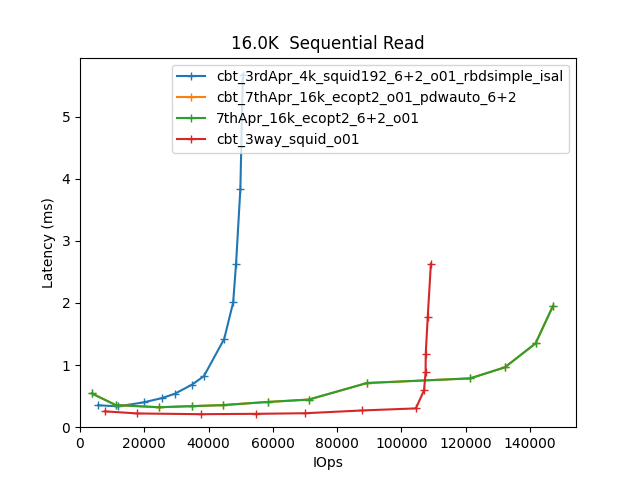 16.0K  Sequential Read
cbt_3rdApr_4k_squid192_6+2_o01_rbdsimple_isal
cbt_7thApr_16k_ecopt2_o01_pdwauto_6+2
7thApr_16k_ecopt2_6+2_o01
cbt_3way_squid_o01
Latency (ms)
5
4
3
2
1
0
0 20000 40000 60000 80000 100000 120000 140000
IOps